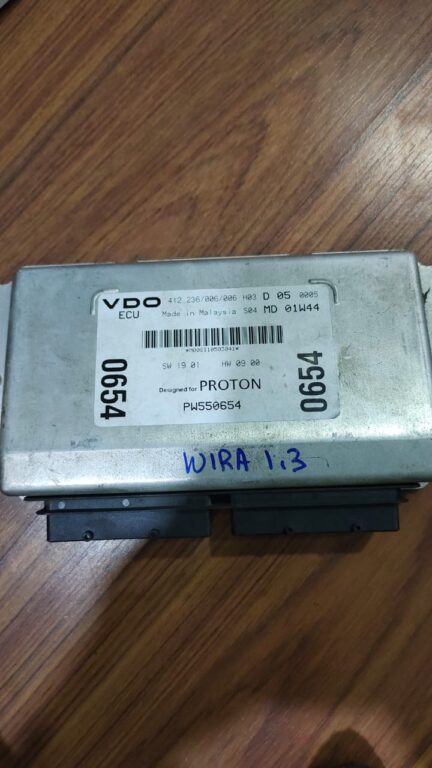 VDO 412.236/006/006 H03 D 05 0005
ECU Made in Malaysia S04 MD 01W44
SW 19 01 HW 09 00
0654
0654
Designed for PROTON
PW550654
WIRA 1.3